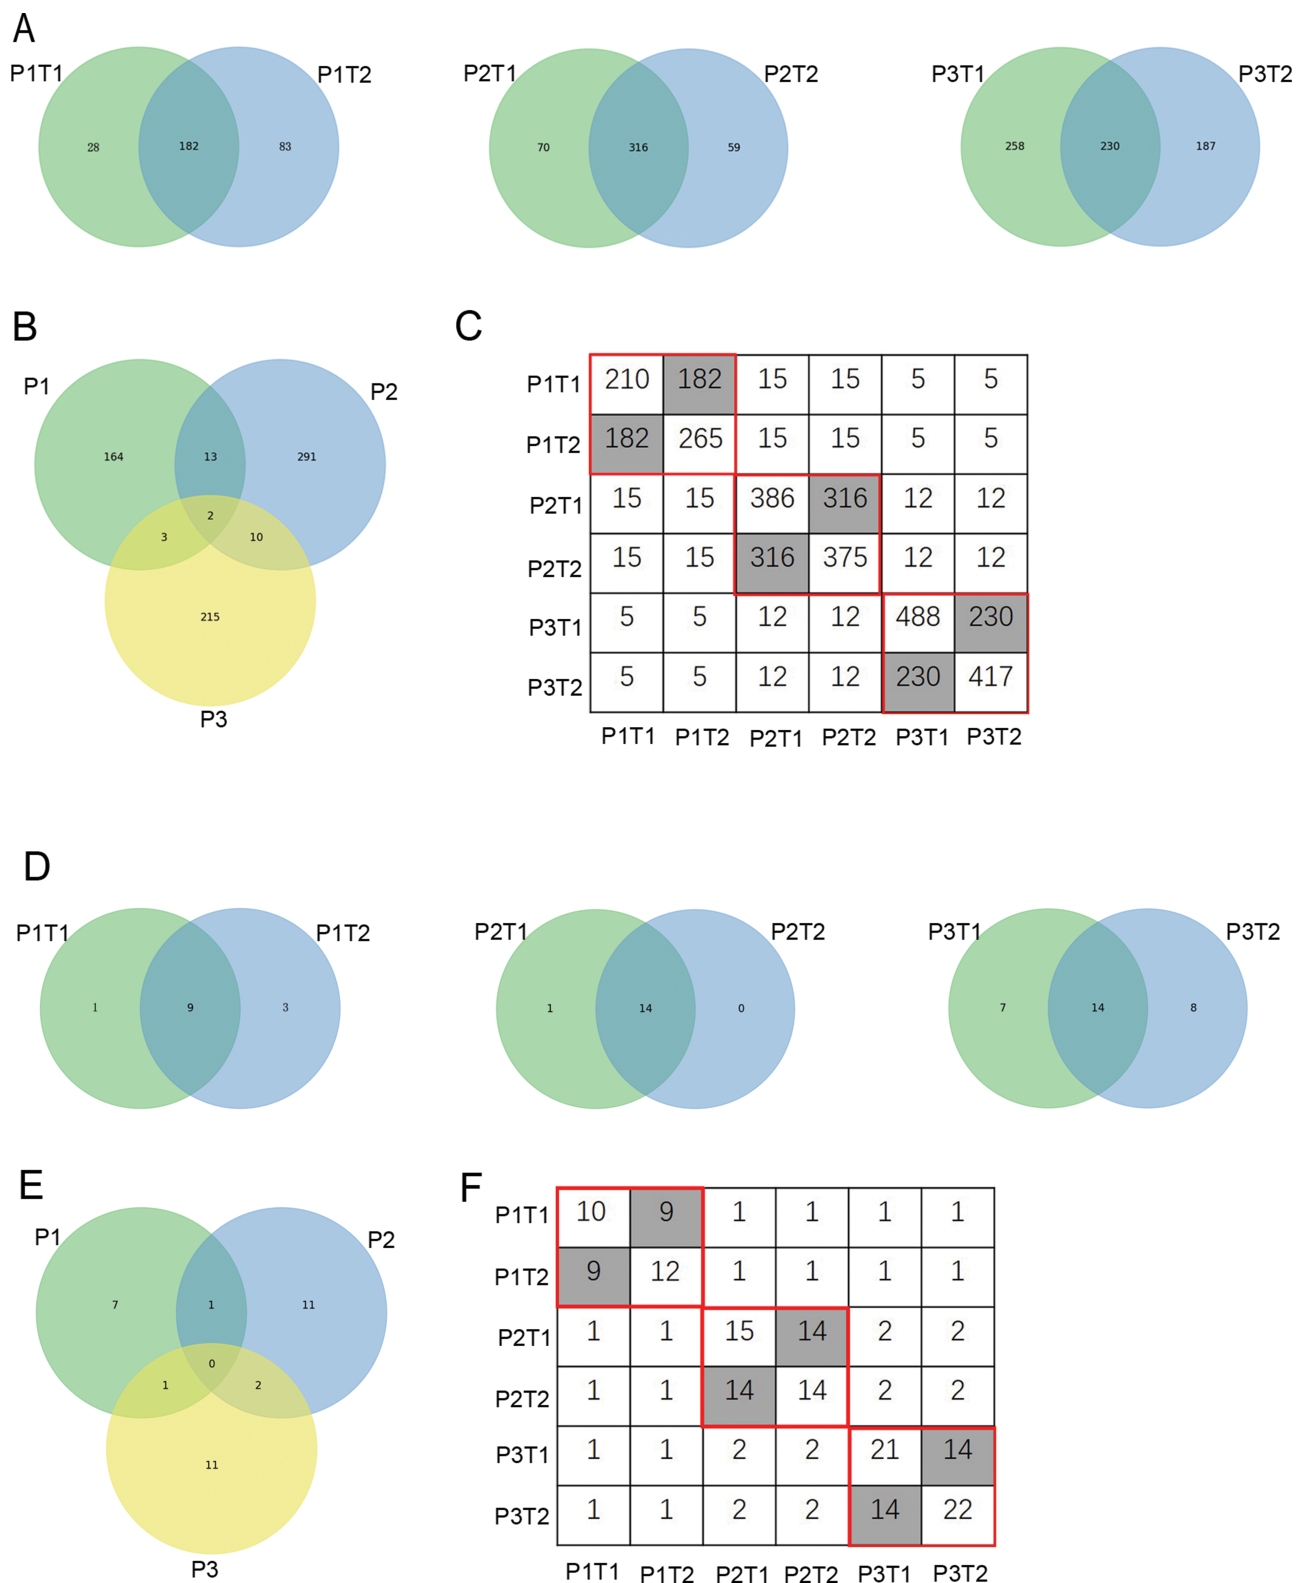 A
P1T1 P1T2 P2T1 P2T2 P3T1 P3T2
28 182 83 70 316 59 258 230 187
B
P1 P2
164 13 291
2
3 10
215
P3
C
P1T1 210 182 15 15 5 5
P1T2 182 265 15 15 5 5
P2T1 15 15 386 316 12 12
P2T2 15 15 316 375 12 12
P3T1 5 5 12 12 488 230
P3T2 5 5 12 12 230 417
P1T1 P1T2 P2T1 P2T2 P3T1 P3T2
D
P1T1 P1T2 P2T1 P2T2 P3T1 P3T2
1 9 3 1 14 0 7 14 8
E
P1 P2
7 1 11
0
1 2
11
P3
F
P1T1 10 9 1 1 1 1
P1T2 9 12 1 1 1 1
P2T1 1 1 15 14 2 2
P2T2 1 1 14 14 2 2
P3T1 1 1 2 2 21 14
P3T2 1 1 2 2 14 22
P1T1 P1T2 P2T1 P2T2 P3T1 P3T2